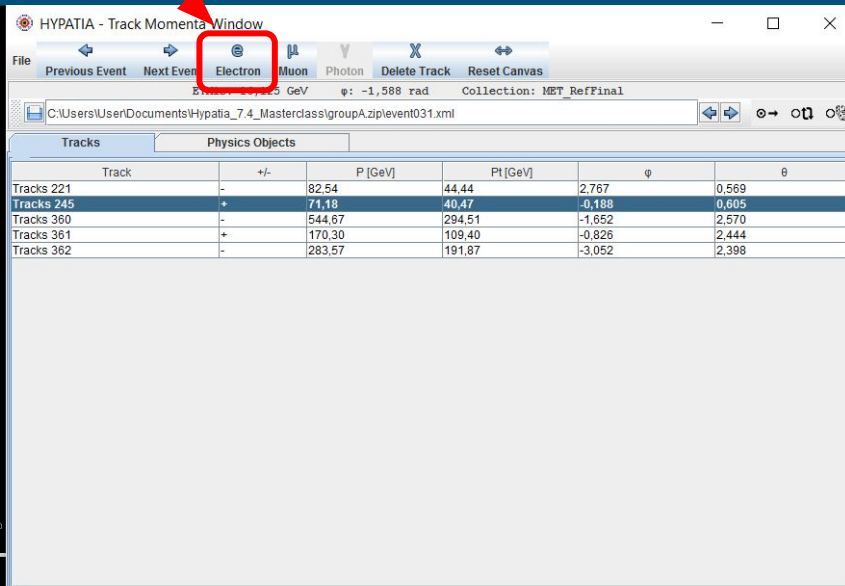 HYPATIA - Track Momenta Window
File
Previous Event Next Even Electron Muon Photon Delete Track Reset Canvas
GeV φ: -1,588 rad Collection: MET_RefFinal
C:\Users\User\Documents\Hypatia_7.4_Masterclass\groupA.zip\event031.xml
Tracks Physics Objects
Track +/- P [GeV] Pt [GeV] φ θ
Tracks 221 - 82,54 44,44 2,767 0,569
Tracks 245 + 71,18 40,47 -0,188 0,605
Tracks 360 - 544,67 294,51 -1,652 2,570
Tracks 361 + 170,30 109,40 -0,826 2,444
Tracks 362 - 283,57 191,87 -3,052 2,398